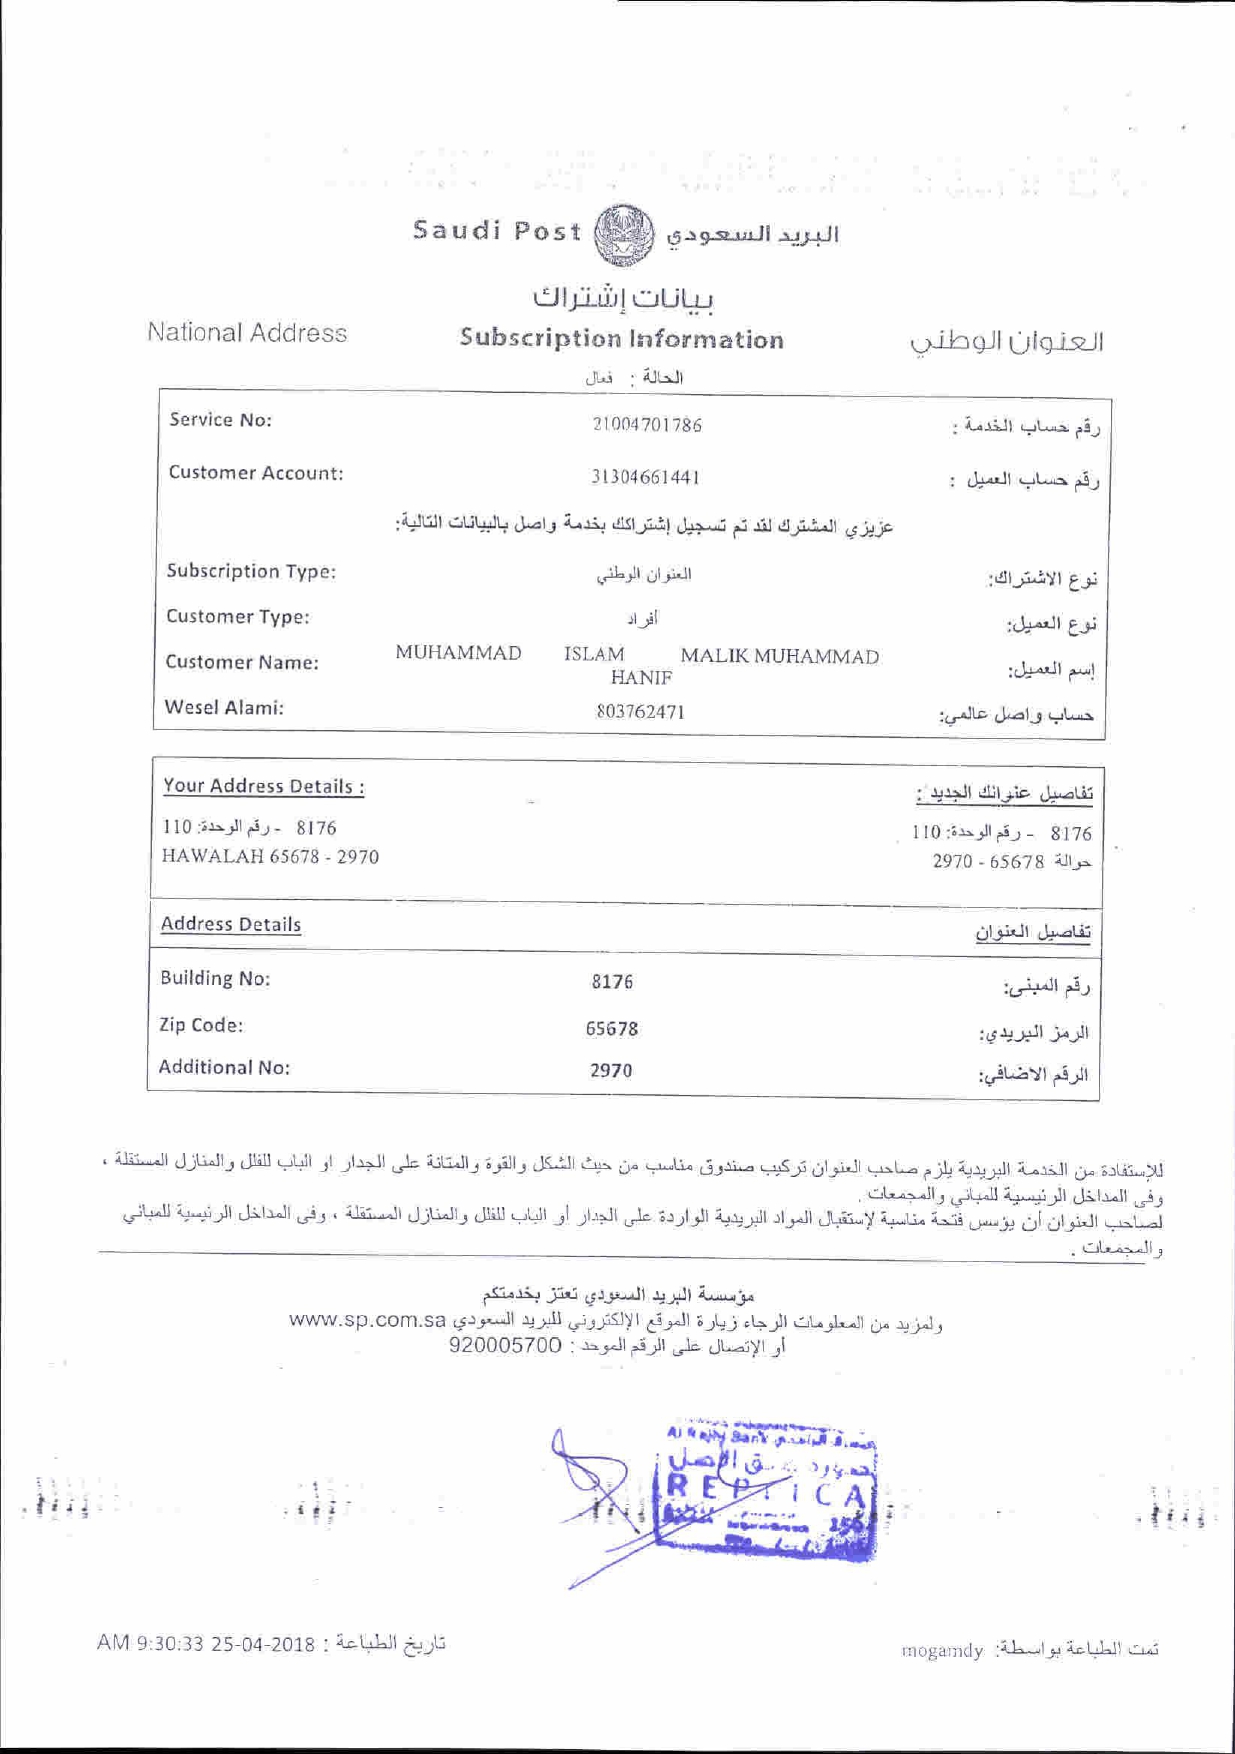 Saudi Post البريد السعودي
بيانات إشتراك
National Address Subscription Information العنوان الوطني
الحالة : فعال
Service No: 21004701786 رقم حساب الخدمة :
Customer Account: 31304661441 رقم حساب العميل :
عزيزي المشترك لقد تم تسجيل إشتراكك بخدمة واصل بالبيانات التالية:
Subscription Type: العنوان الوطني نوع الاشتراك:
Customer Type: أفراد نوع العميل:
Customer Name: MUHAMMAD ISLAM MALIK MUHAMMAD إسم العميل:
HANIF
Wesel Alami: 803762471 حساب واصل عالمي:
Your Address Details : تفاصيل عنوانك الجديد :
8176 - رقم الوحدة: 110 8176 - رقم الوحدة: 110
HAWALAH 65678 - 2970 حوالة 65678 - 2970
Address Details تفاصيل العنوان
Building No: 8176 رقم المبنى:
Zip Code: 65678 الرمز البريدي:
Additional No: 2970 الرقم الاضافي:
للاستفادة من الخدمة البريدية يلزم صاحب العنوان تركيب صندوق مناسب من حيث الشكل والقوة والمتانة على الجدار او الباب للفلل والمنازل المستقلة ،
وفى المداخل الرئيسية للمباني والمجمعات .
لصاحب العنوان أن يؤسس فتحة مناسبة لإستقبال المواد البريدية الواردة على الجدار أو الباب للفلل والمنازل المستقلة ، وفى المداخل الرئيسية للمباني
والمجمعات .
مؤسسة البريد السعودي تعتز بخدمتكم
ولمزيد من المعلومات الرجاء زيارة الموقع الإلكتروني للبريد السعودي www.sp.com.sa
أو الإتصال على الرقم الموحد : 920005700
Al Rajhi Bank
REPLICA
تاريخ الطباعة : 25-04-2018 9:30:33 AM تمت الطباعة بواسطة: mogamdy